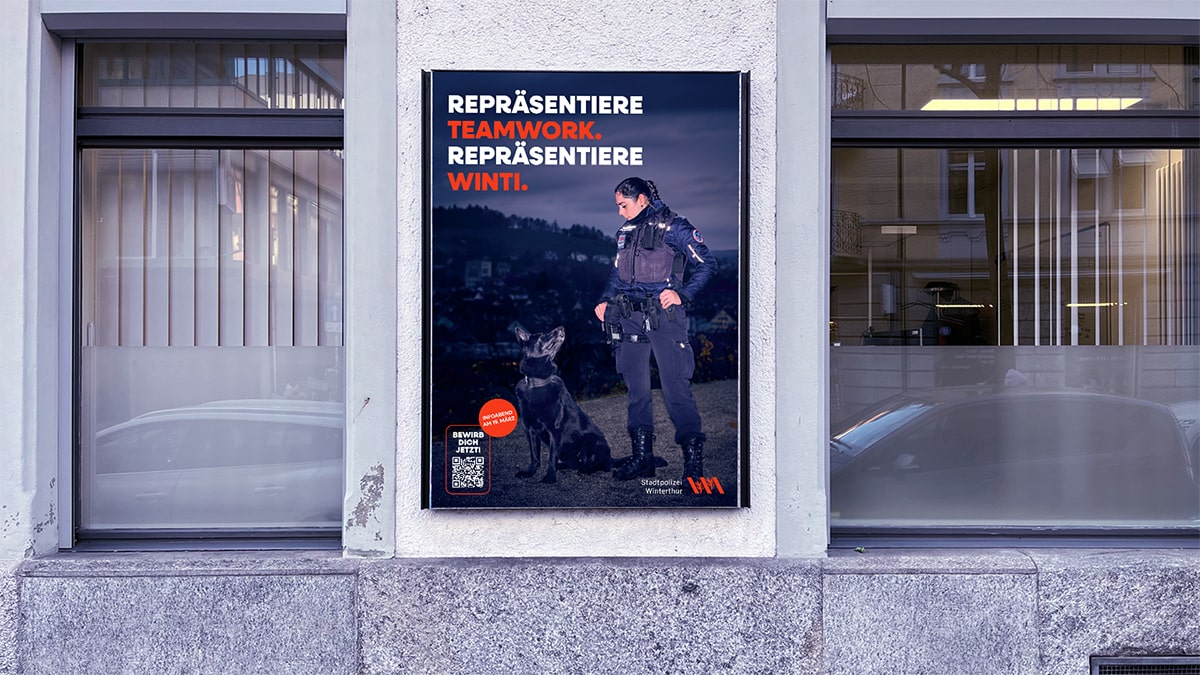 REPRÄSENTIERE
TEAMWORK.
REPRÄSENTIERE
WINTI.
INFOABEND
AM 19. MÄRZ
BEWIRB
DICH
JETZT!
Stadtpolizei
Winterthur